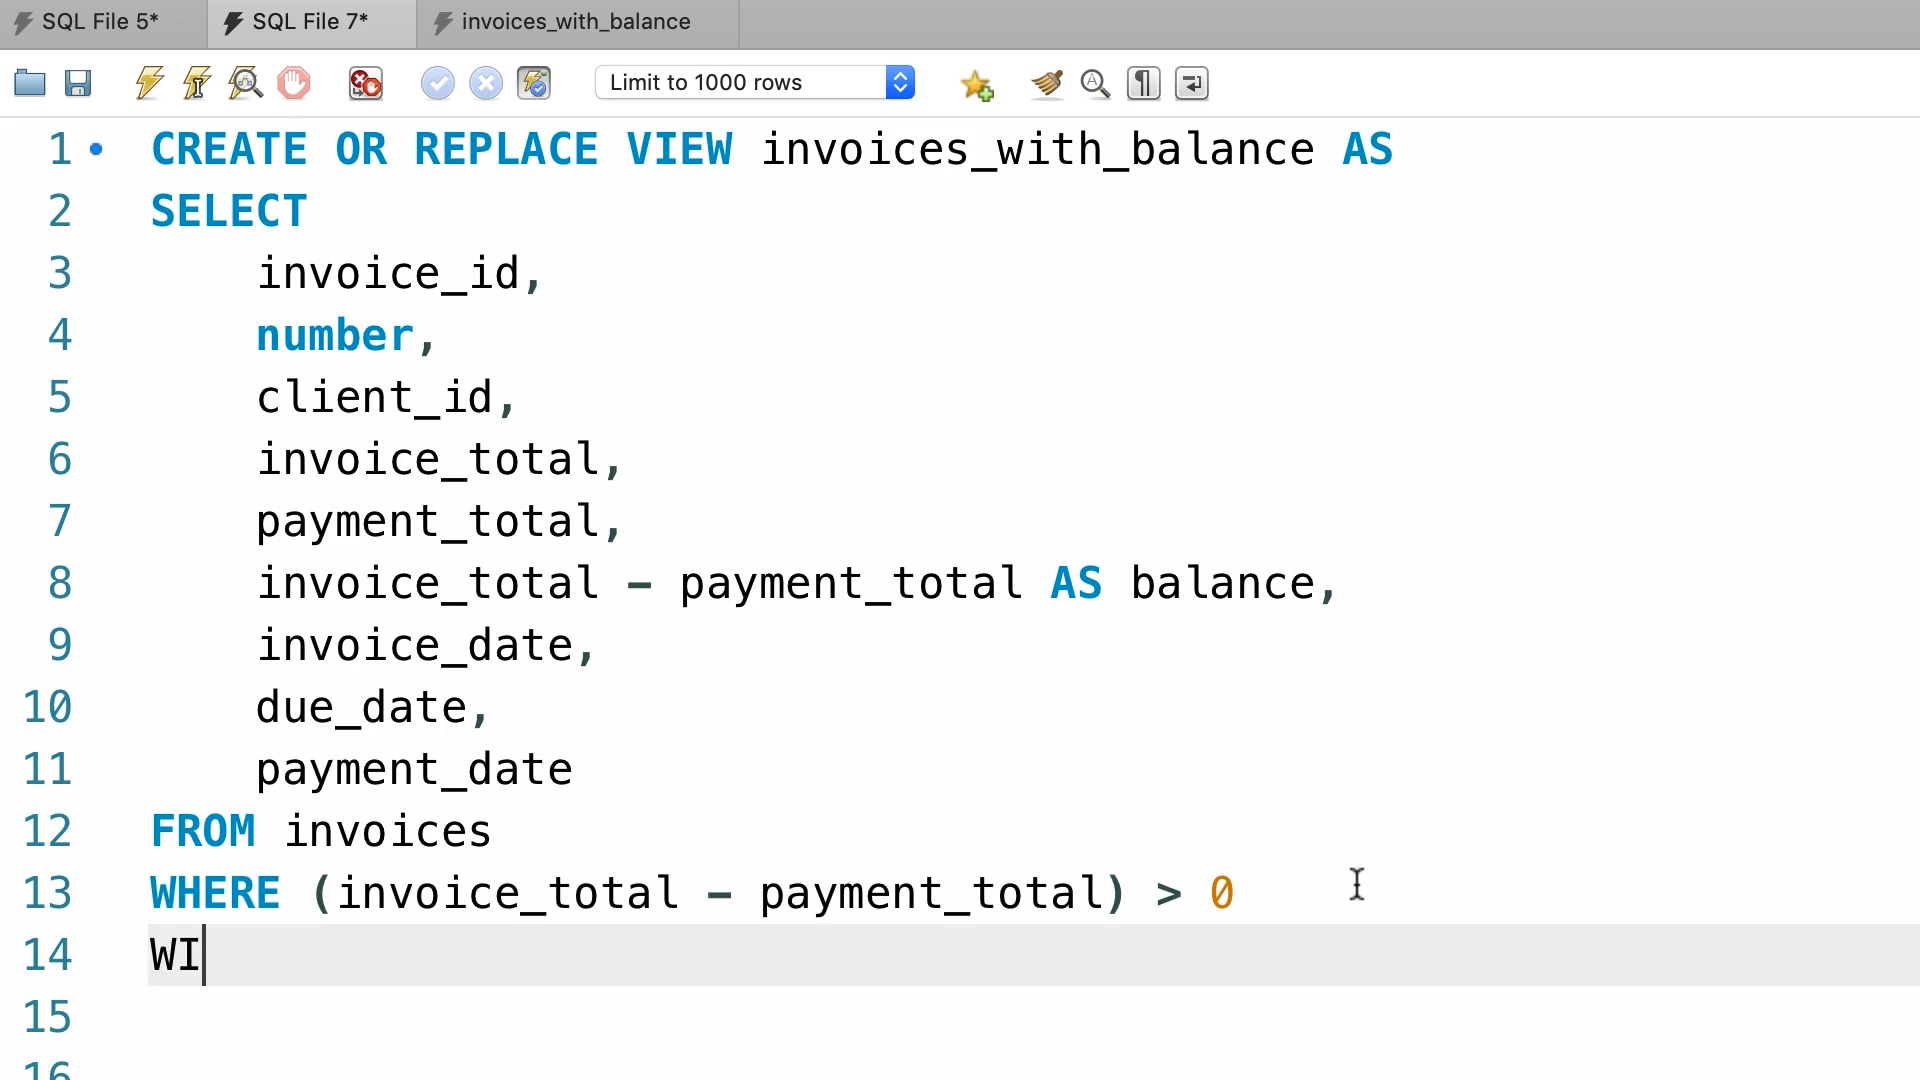 SQL File 5* SQL File 7* invoices_with_balance
Limit to 1000 rows
1 CREATE OR REPLACE VIEW invoices_with_balance AS
2 SELECT
3 invoice_id,
4 number,
5 client_id,
6 invoice_total,
7 payment_total,
8 invoice_total - payment_total AS balance,
9 invoice_date,
10 due_date,
11 payment_date
12 FROM invoices
13 WHERE (invoice_total - payment_total) > 0
14 WI
15
16